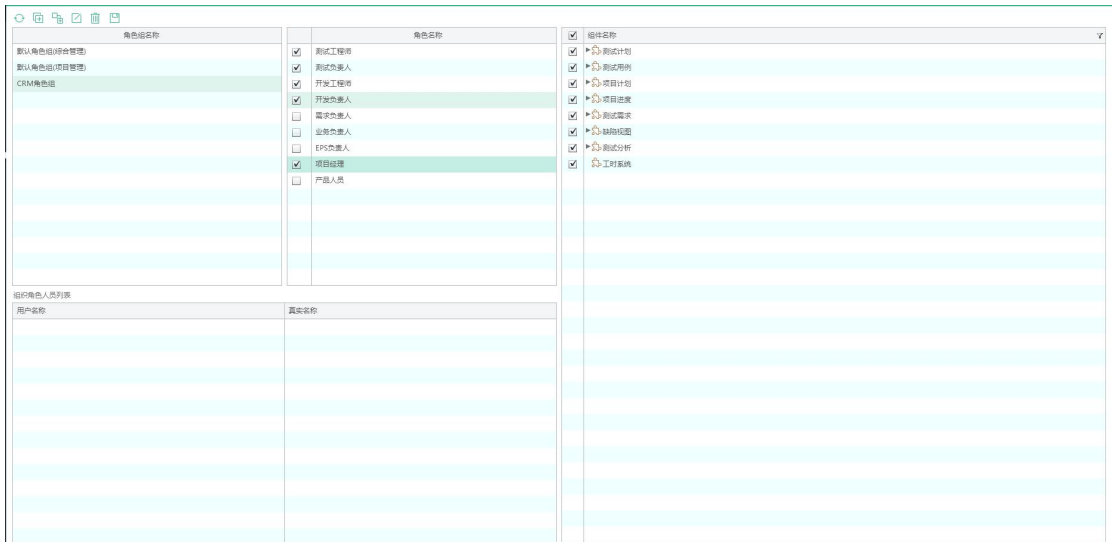 角色组名称
默认角色组(综合管理)
默认角色组(项目管理)
CRM角色组
角色名称
测试工程师
测试负责人
开发工程师
开发负责人
需求负责人
业务负责人
EPS负责人
项目经理
产品人员
组件名称
测试计划
测试用例
项目计划
项目进度
测试需求
缺陷视图
测试分析
工时系统
组织角色人员列表
用户名称
真实名称